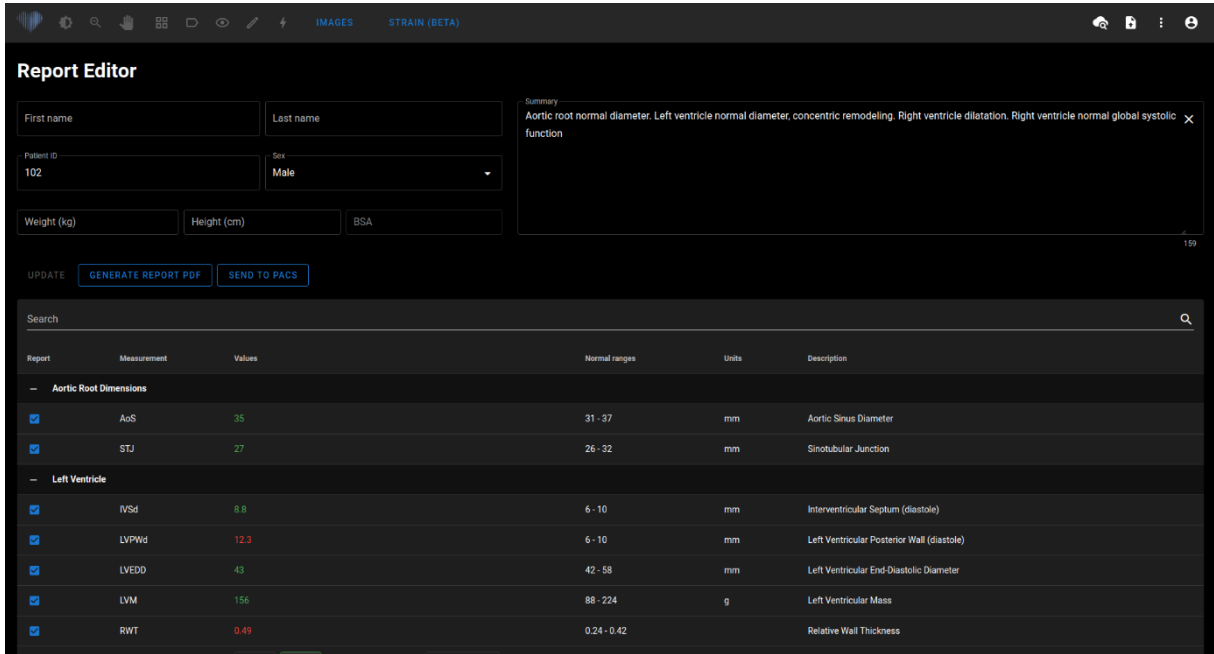 IMAGES STRAIN (BETA)
Report Editor
First name
Last name
Patient ID
102
Sex
Male
Weight (kg)
Height (cm)
BSA
Summary
Aortic root normal diameter. Left ventricle normal diameter, concentric remodeling. Right ventricle dilatation. Right ventricle normal global systolic
function
159
UPDATE GENERATE REPORT PDF SEND TO PACS
Search
Report Measurement Values Normal ranges Units Description
– Aortic Root Dimensions
AoS 35 31 - 37 mm Aortic Sinus Diameter
STJ 27 26 - 32 mm Sinotubular Junction
– Left Ventricle
IVSd 8.8 6 - 10 mm Interventricular Septum (diastole)
LVPWd 12.3 6 - 10 mm Left Ventricular Posterior Wall (diastole)
LVEDD 43 42 - 58 mm Left Ventricular End-Diastolic Diameter
LVM 156 88 - 224 g Left Ventricular Mass
RWT 0.49 0.24 - 0.42 Relative Wall Thickness